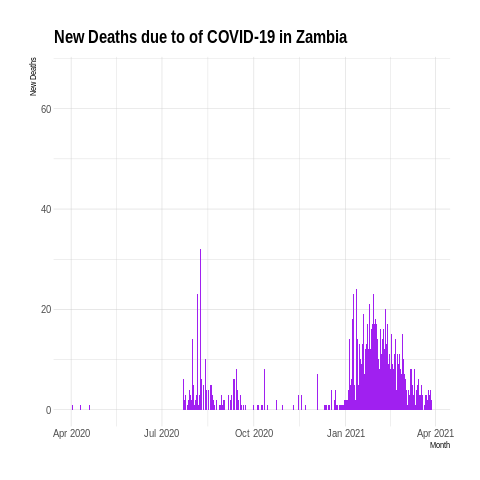 New Deaths due to of COVID-19 in Zambia
New Deaths
60
40
20
0
Apr 2020 Jul 2020 Oct 2020 Jan 2021 Apr 2021
Month